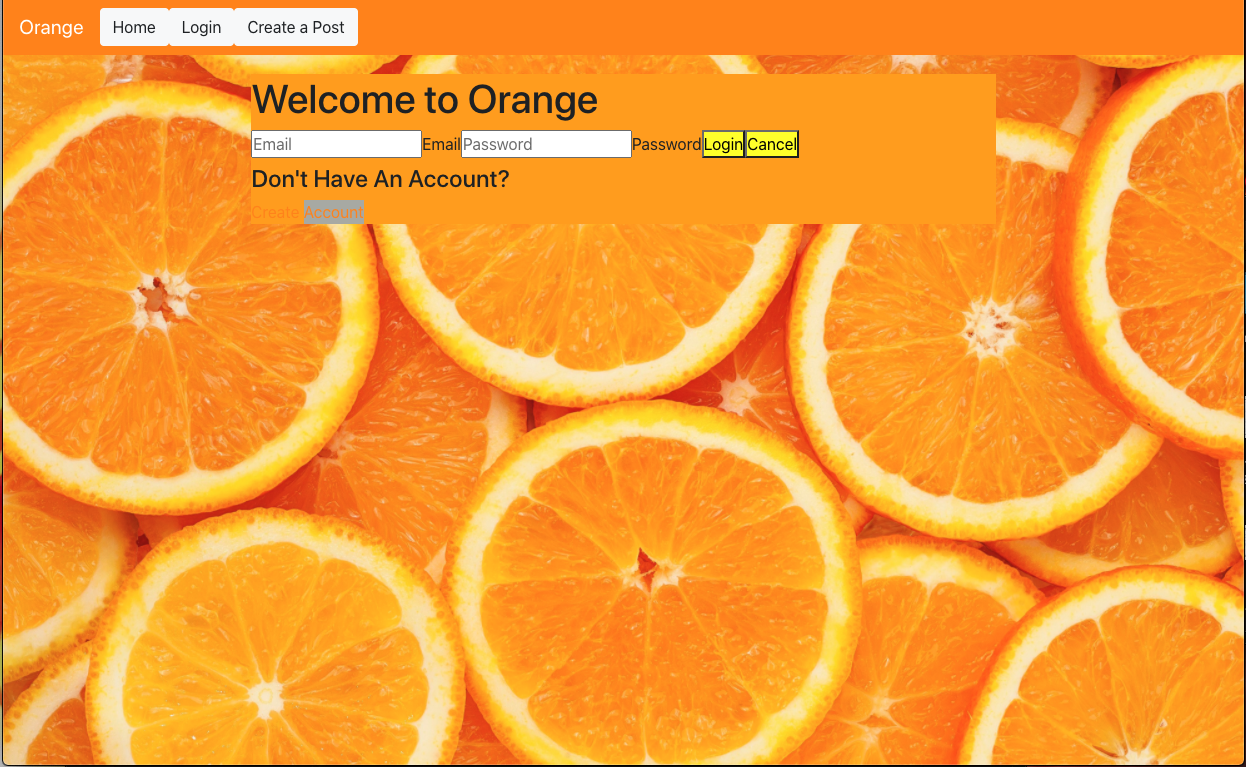 Orange Home Login Create a Post
Welcome to Orange
Email Email Password Password Login Cancel
Don't Have An Account?
Create Account